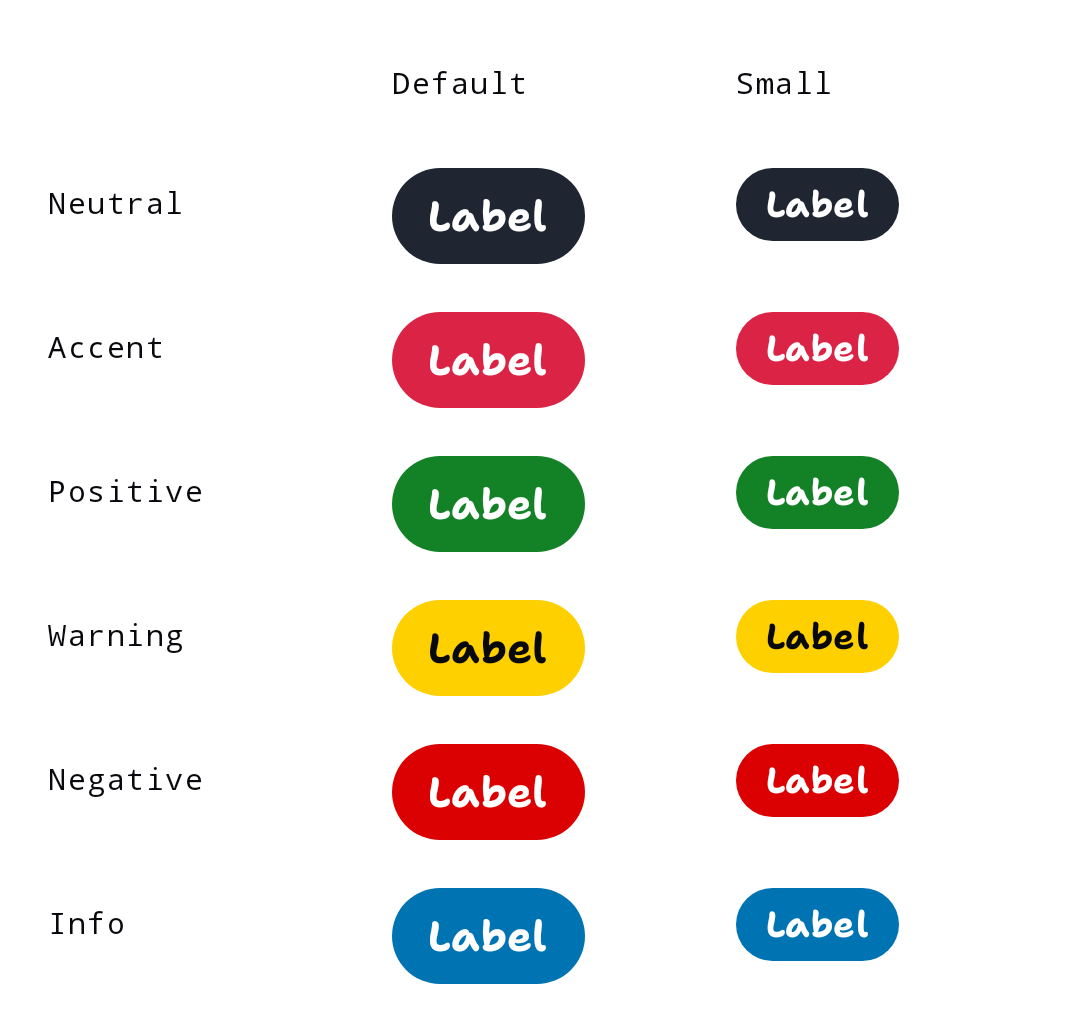 Default Small
Neutral Label Label
Accent Label Label
Positive Label Label
Warning Label Label
Negative Label Label
Info Label Label